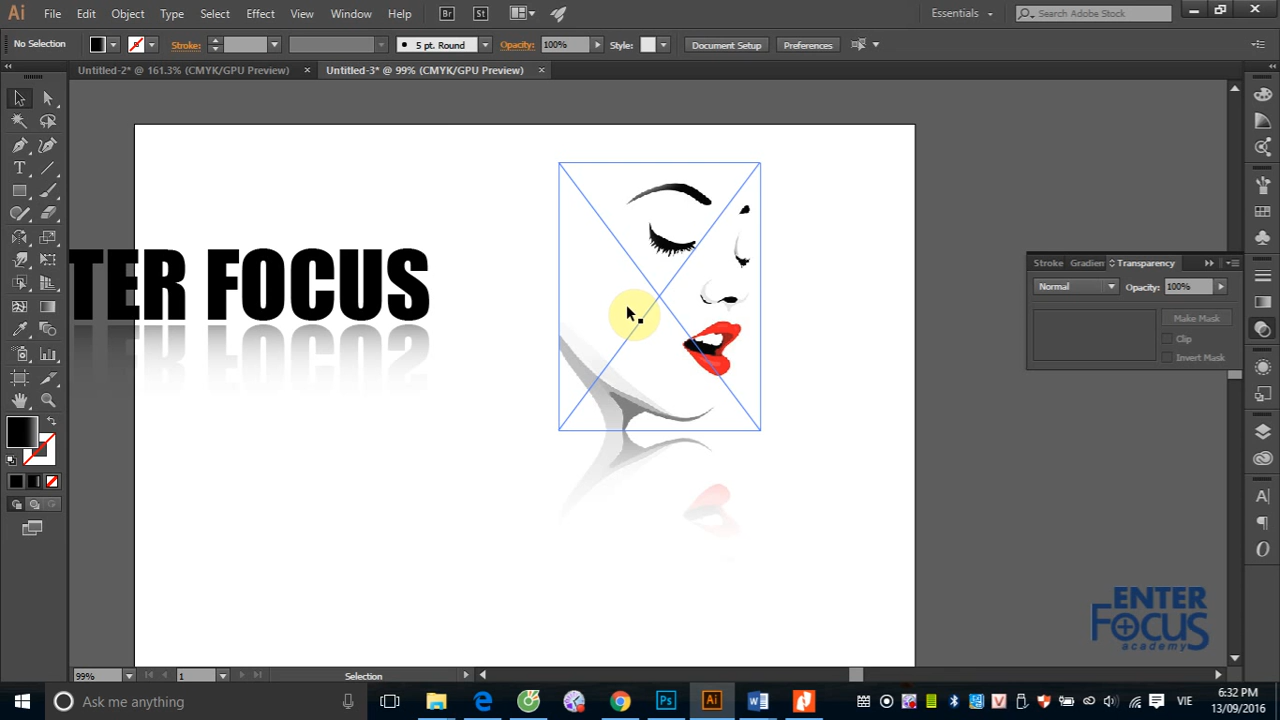 Ai File Edit Object Type Select Effect View Window Help Br St Essentials Search Adobe Stock
No Selection Stroke: 5 pt. Round Opacity: 100% Style: Document Setup Preferences
Untitled-2* @ 161.3% (CMYK/GPU Preview) × Untitled-3* @ 99% (CMYK/GPU Preview) ×
TER FOCUS
Stroke Gradien Transparency
Normal Opacity: 100%
Make Mask
Clip
Invert Mask
ENTER
FOCUS
academy
99% 1 Selection
Ask me anything Ps Ai VIE 6:32 PM
13/09/2016